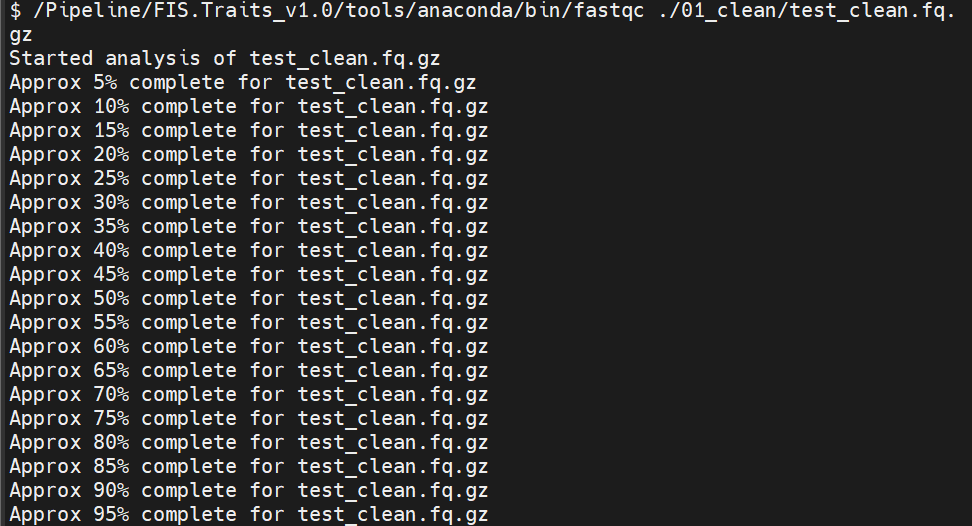 $ /Pipeline/FIS.Traits_v1.0/tools/anaconda/bin/fastqc ./01_clean/test_clean.fq.
gz
Started analysis of test_clean.fq.gz
Approx 5% complete for test_clean.fq.gz
Approx 10% complete for test_clean.fq.gz
Approx 15% complete for test_clean.fq.gz
Approx 20% complete for test_clean.fq.gz
Approx 25% complete for test_clean.fq.gz
Approx 30% complete for test_clean.fq.gz
Approx 35% complete for test_clean.fq.gz
Approx 40% complete for test_clean.fq.gz
Approx 45% complete for test_clean.fq.gz
Approx 50% complete for test_clean.fq.gz
Approx 55% complete for test_clean.fq.gz
Approx 60% complete for test_clean.fq.gz
Approx 65% complete for test_clean.fq.gz
Approx 70% complete for test_clean.fq.gz
Approx 75% complete for test_clean.fq.gz
Approx 80% complete for test_clean.fq.gz
Approx 85% complete for test_clean.fq.gz
Approx 90% complete for test_clean.fq.gz
Approx 95% complete for test_clean.fq.gz